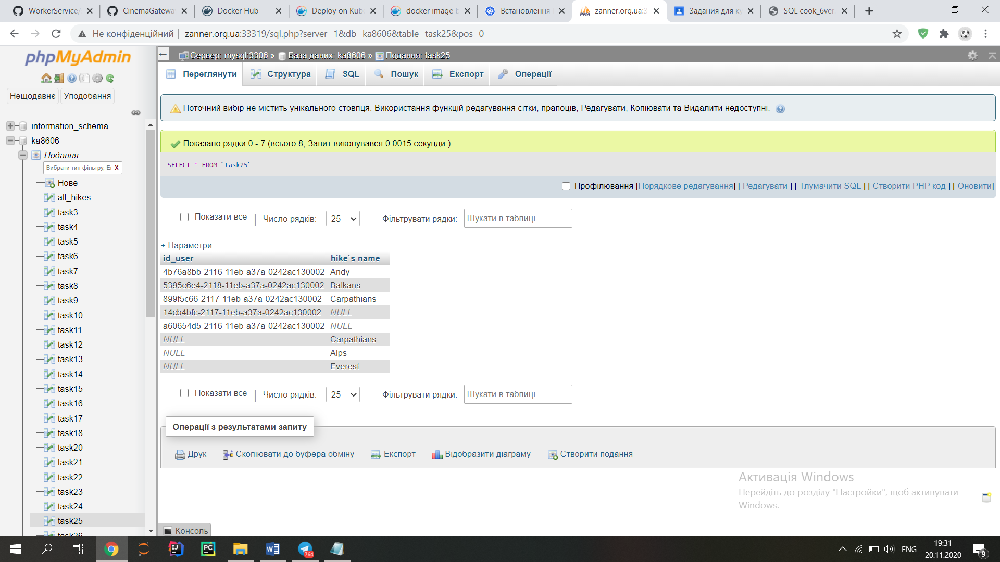 WorkerService/
CinemaGatewa
Docker Hub
Deploy on Kub
docker image b
Встановлення
zanner.org.ua:3
Задания для ку
SQL cook_6ver
Не конфіденційний
zanner.org.ua:33319/sql.php?server=1&db=ka8606&table=task25&pos=0
phpMyAdmin
Нещодавнє
Уподобання
information_schema
ka8606
Подання
Вибрати тип фільтру, En X
Нове
all_hikes
task3
task4
task5
task6
task7
task8
task9
task10
task11
task12
task13
task14
task15
task16
task17
task18
task20
task21
task22
task23
task24
task25
task26
Сервер: mysql:3306 » База даних: ka8606 » Подання: task25
Переглянути
Структура
SQL
Пошук
Експорт
Операції
Поточний вибір не містить унікального стовпця. Використання функцій редагування сітки, прапоців, Редагувати, Копіювати та Видалити недоступні.
Показано рядки 0 - 7 (всього 8, Запит виконувався 0.0015 секунди.)
SELECT * FROM `task25`
Профілювання [Порядкове редагування] [ Редагувати ] [ Тлумачити SQL ] [ Створити PHP код ] [ Оновити]
Показати все | Число рядків: 25 Фільтрувати рядки: Шукати в таблиці
+ Параметри
id_user hike`s name
4b76a8bb-2116-11eb-a37a-0242ac130002 Andy
5395c6e4-2118-11eb-a37a-0242ac130002 Balkans
899f5c66-2117-11eb-a37a-0242ac130002 Carpathians
14cb4bfc-2117-11eb-a37a-0242ac130002 NULL
a60654d5-2116-11eb-a37a-0242ac130002 NULL
NULL Carpathians
NULL Alps
NULL Everest
Показати все | Число рядків: 25 Фільтрувати рядки: Шукати в таблиці
Операції з результатами запиту
Друк
Скопіювати до буфера обміну
Експорт
Відобразити діаграму
Створити подання
Активація Windows
Перейдіть до розділу "Настройки", щоб активувати
Windows.
Консоль
764
ENG
19:31
20.11.2020
9